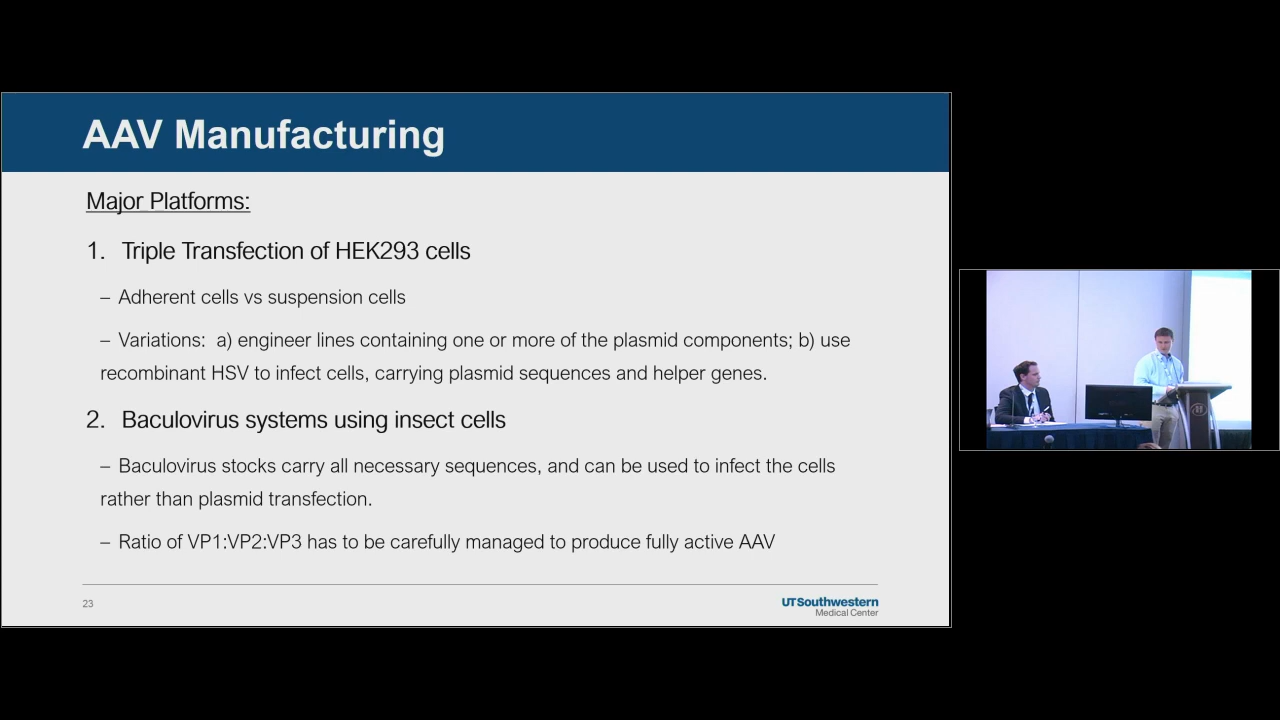 AAV Manufacturing
Major Platforms:
1. Triple Transfection of HEK293 cells
– Adherent cells vs suspension cells
– Variations: a) engineer lines containing one or more of the plasmid components; b) use
recombinant HSV to infect cells, carrying plasmid sequences and helper genes.
2. Baculovirus systems using insect cells
– Baculovirus stocks carry all necessary sequences, and can be used to infect the cells
rather than plasmid transfection.
– Ratio of VP1:VP2:VP3 has to be carefully managed to produce fully active AAV
23
UTSouthwestern
Medical Center